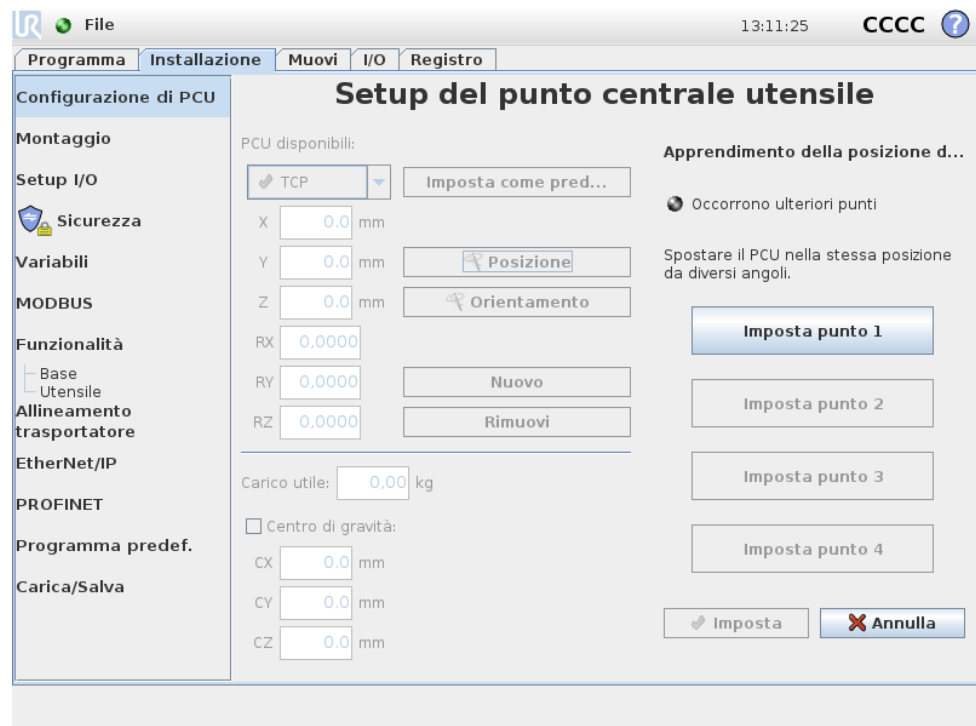 UR File 13:11:25 CCCC ?
Programma Installazione Muovi I/O Registro
Configurazione di PCU
Montaggio
Setup I/O
Sicurezza
Variabili
MODBUS
Funzionalità
Base
Utensile
Allineamento
trasportatore
EtherNet/IP
PROFINET
Programma predef.
Carica/Salva
Setup del punto centrale utensile
PCU disponibili:
TCP Imposta come pred...
X 0.0 mm
Y 0.0 mm Posizione
Z 0.0 mm Orientamento
RX 0,0000
RY 0,0000 Nuovo
RZ 0,0000 Rimuovi
Carico utile: 0,00 kg
Centro di gravità:
CX 0.0 mm
CY 0.0 mm
CZ 0.0 mm
Apprendimento della posizione d...
Occorrono ulteriori punti
Spostare il PCU nella stessa posizione
da diversi angoli.
Imposta punto 1
Imposta punto 2
Imposta punto 3
Imposta punto 4
Imposta Annulla